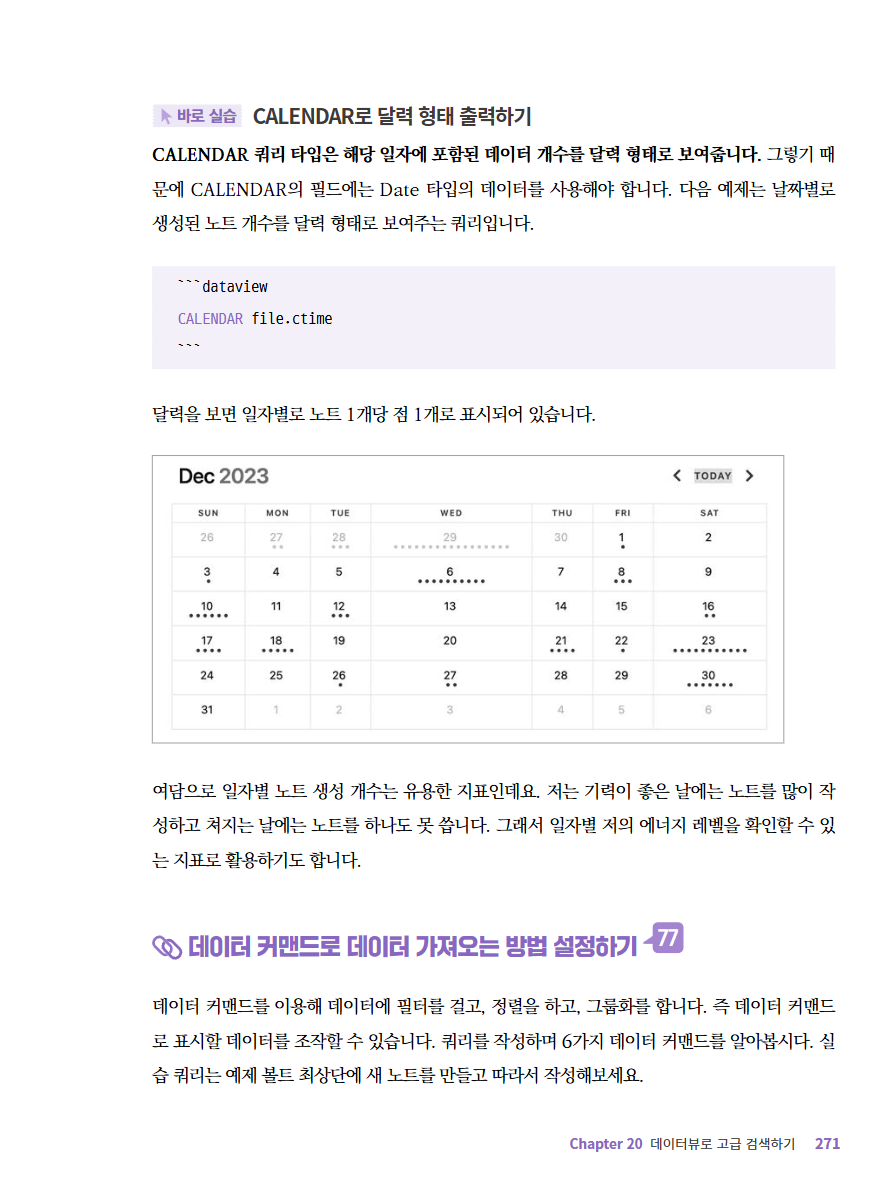 바로 실습 CALENDAR로 달력 형태 출력하기
CALENDAR 쿼리 타입은 해당 일자에 포함된 데이터 개수를 달력 형태로 보여줍니다. 그렇기 때
문에 CALENDAR의 필드에는 Date 타입의 데이터를 사용해야 합니다. 다음 예제는 날짜별로
생성된 노트 개수를 달력 형태로 보여주는 쿼리입니다.
```dataview
CALENDAR file.ctime
```
달력을 보면 일자별로 노트 1개당 점 1개로 표시되어 있습니다.
Dec 2023 TODAY
SUN MON TUE WED THU FRI SAT
26 27 28 29 30 1 2
3 4 5 6 7 8 9
10 11 12 13 14 15 16
17 18 19 20 21 22 23
24 25 26 27 28 29 30
31 1 2 3 4 5 6
여담으로 일자별 노트 생성 개수는 유용한 지표인데요. 저는 기력이 좋은 날에는 노트를 많이 작
성하고 쳐지는 날에는 노트를 하나도 못 씁니다. 그래서 일자별 저의 에너지 레벨을 확인할 수 있
는 지표로 활용하기도 합니다.
데이터 커맨드로 데이터 가져오는 방법 설정하기 77
데이터 커맨드를 이용해 데이터에 필터를 걸고, 정렬을 하고, 그룹화를 합니다. 즉 데이터 커맨드
로 표시할 데이터를 조작할 수 있습니다. 쿼리를 작성하며 6가지 데이터 커맨드를 알아봅시다. 실
습 쿼리는 예제 볼트 최상단에 새 노트를 만들고 따라서 작성해보세요.
Chapter 20 데이터뷰로 고급 검색하기 271